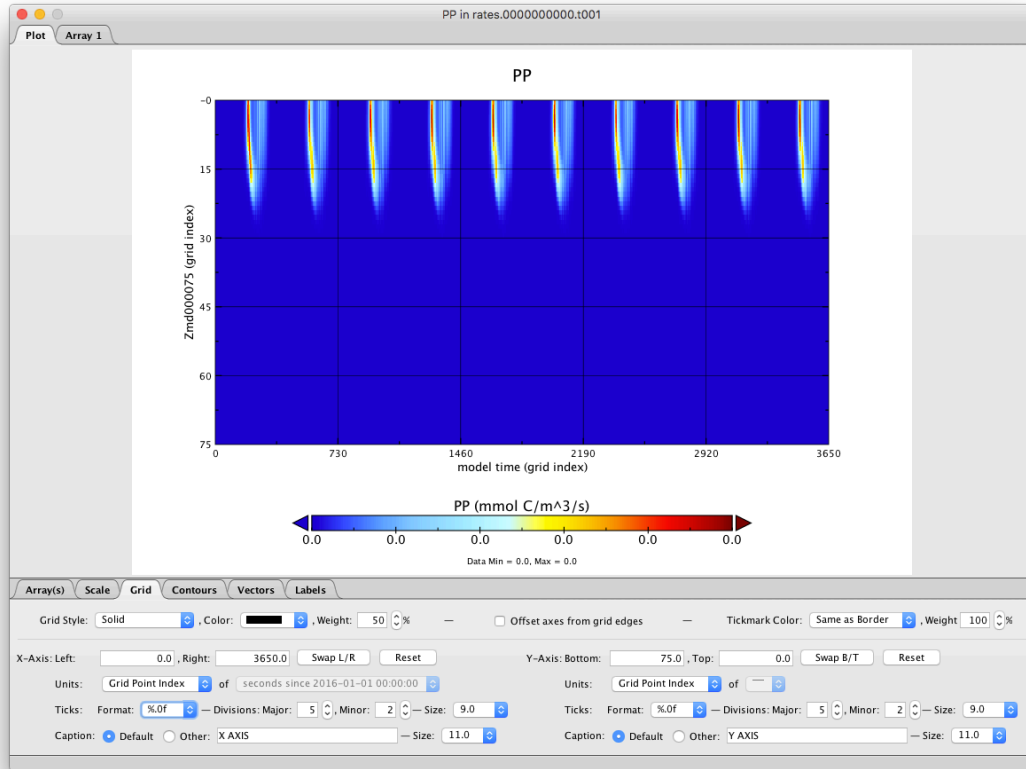 PP in rates.0000000000.t001
Plot Array 1
PP
-0
15
30
45
60
75
Zmd000075 (grid index)
0 730 1460 2190 2920 3650
model time (grid index)
PP (mmol C/m^3/s)
0.0 0.0 0.0 0.0 0.0 0.0
Data Min = 0.0, Max = 0.0
Array(s) Scale Grid Contours Vectors Labels
Grid Style: Solid , Color: , Weight: 50 % — Offset axes from grid edges — Tickmark Color: Same as Border , Weight 100 %
X-Axis: Left: 0.0 , Right: 3650.0 Swap L/R Reset Y-Axis: Bottom: 75.0 , Top: 0.0 Swap B/T Reset
Units: Grid Point Index of seconds since 2016-01-01 00:00:00 Units: Grid Point Index of —
Ticks: Format: %.0f — Divisions: Major: 5 , Minor: 2 — Size: 9.0 Ticks: Format: %.0f — Divisions: Major: 5 , Minor: 2 — Size: 9.0
Caption: Default Other: X AXIS — Size: 11.0 Caption: Default Other: Y AXIS — Size: 11.0